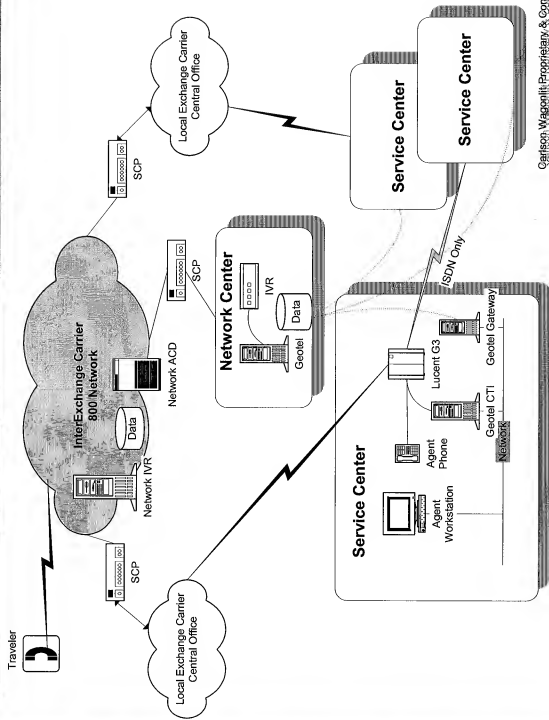 Traveler
InterExchange Carrier
800 Network
Network IVR
Data
Network ACD
SCP
SCP
SCP
Local Exchange Carrier
Central Office
Local Exchange Carrier
Central Office
Network Center
IVR
Data
Geotel
Service Center
Service Center
ISDN Only
Service Center
Lucent G3
Agent
Phone
Agent
Workstation
Geotel CTI
Geotel Gateway
Network
Carlson Wagonlit Proprietary & Con